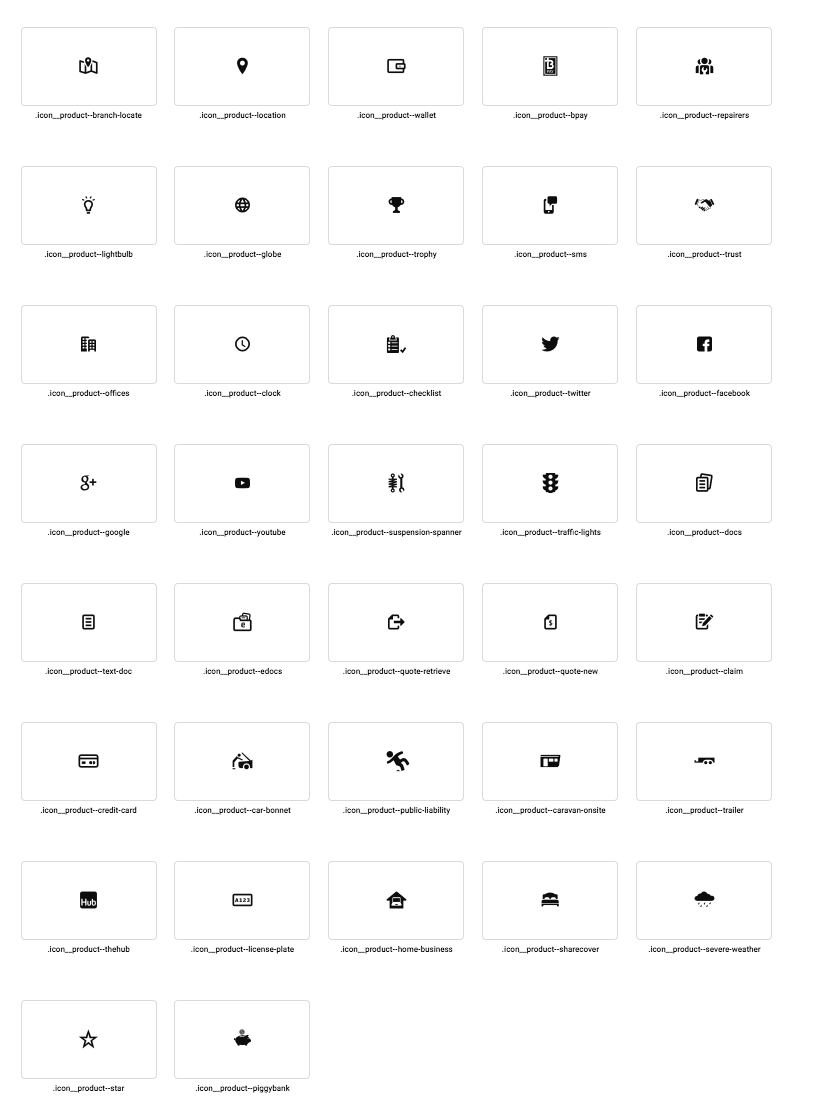 .icon__product--branch-locate
.icon__product--location
.icon__product--wallet
.icon__product--bpay
.icon__product--repairers
.icon__product--lightbulb
.icon__product--globe
.icon__product--trophy
.icon__product--sms
.icon__product--trust
.icon__product--offices
.icon__product--clock
.icon__product--checklist
.icon__product--twitter
.icon__product--facebook
g+
.icon__product--google
.icon__product--youtube
.icon__product--suspension-spanner
.icon__product--traffic-lights
.icon__product--docs
e
$
.icon__product--text-doc
.icon__product--edocs
.icon__product--quote-retrieve
.icon__product--quote-new
.icon__product--claim
.icon__product--credit-card
.icon__product--car-bonnet
.icon__product--public-liability
.icon__product--caravan-onsite
.icon__product--trailer
Hub
A123
.icon__product--thehub
.icon__product--license-plate
.icon__product--home-business
.icon__product--sharecover
.icon__product--severe-weather
.icon__product--star
.icon__product--piggybank